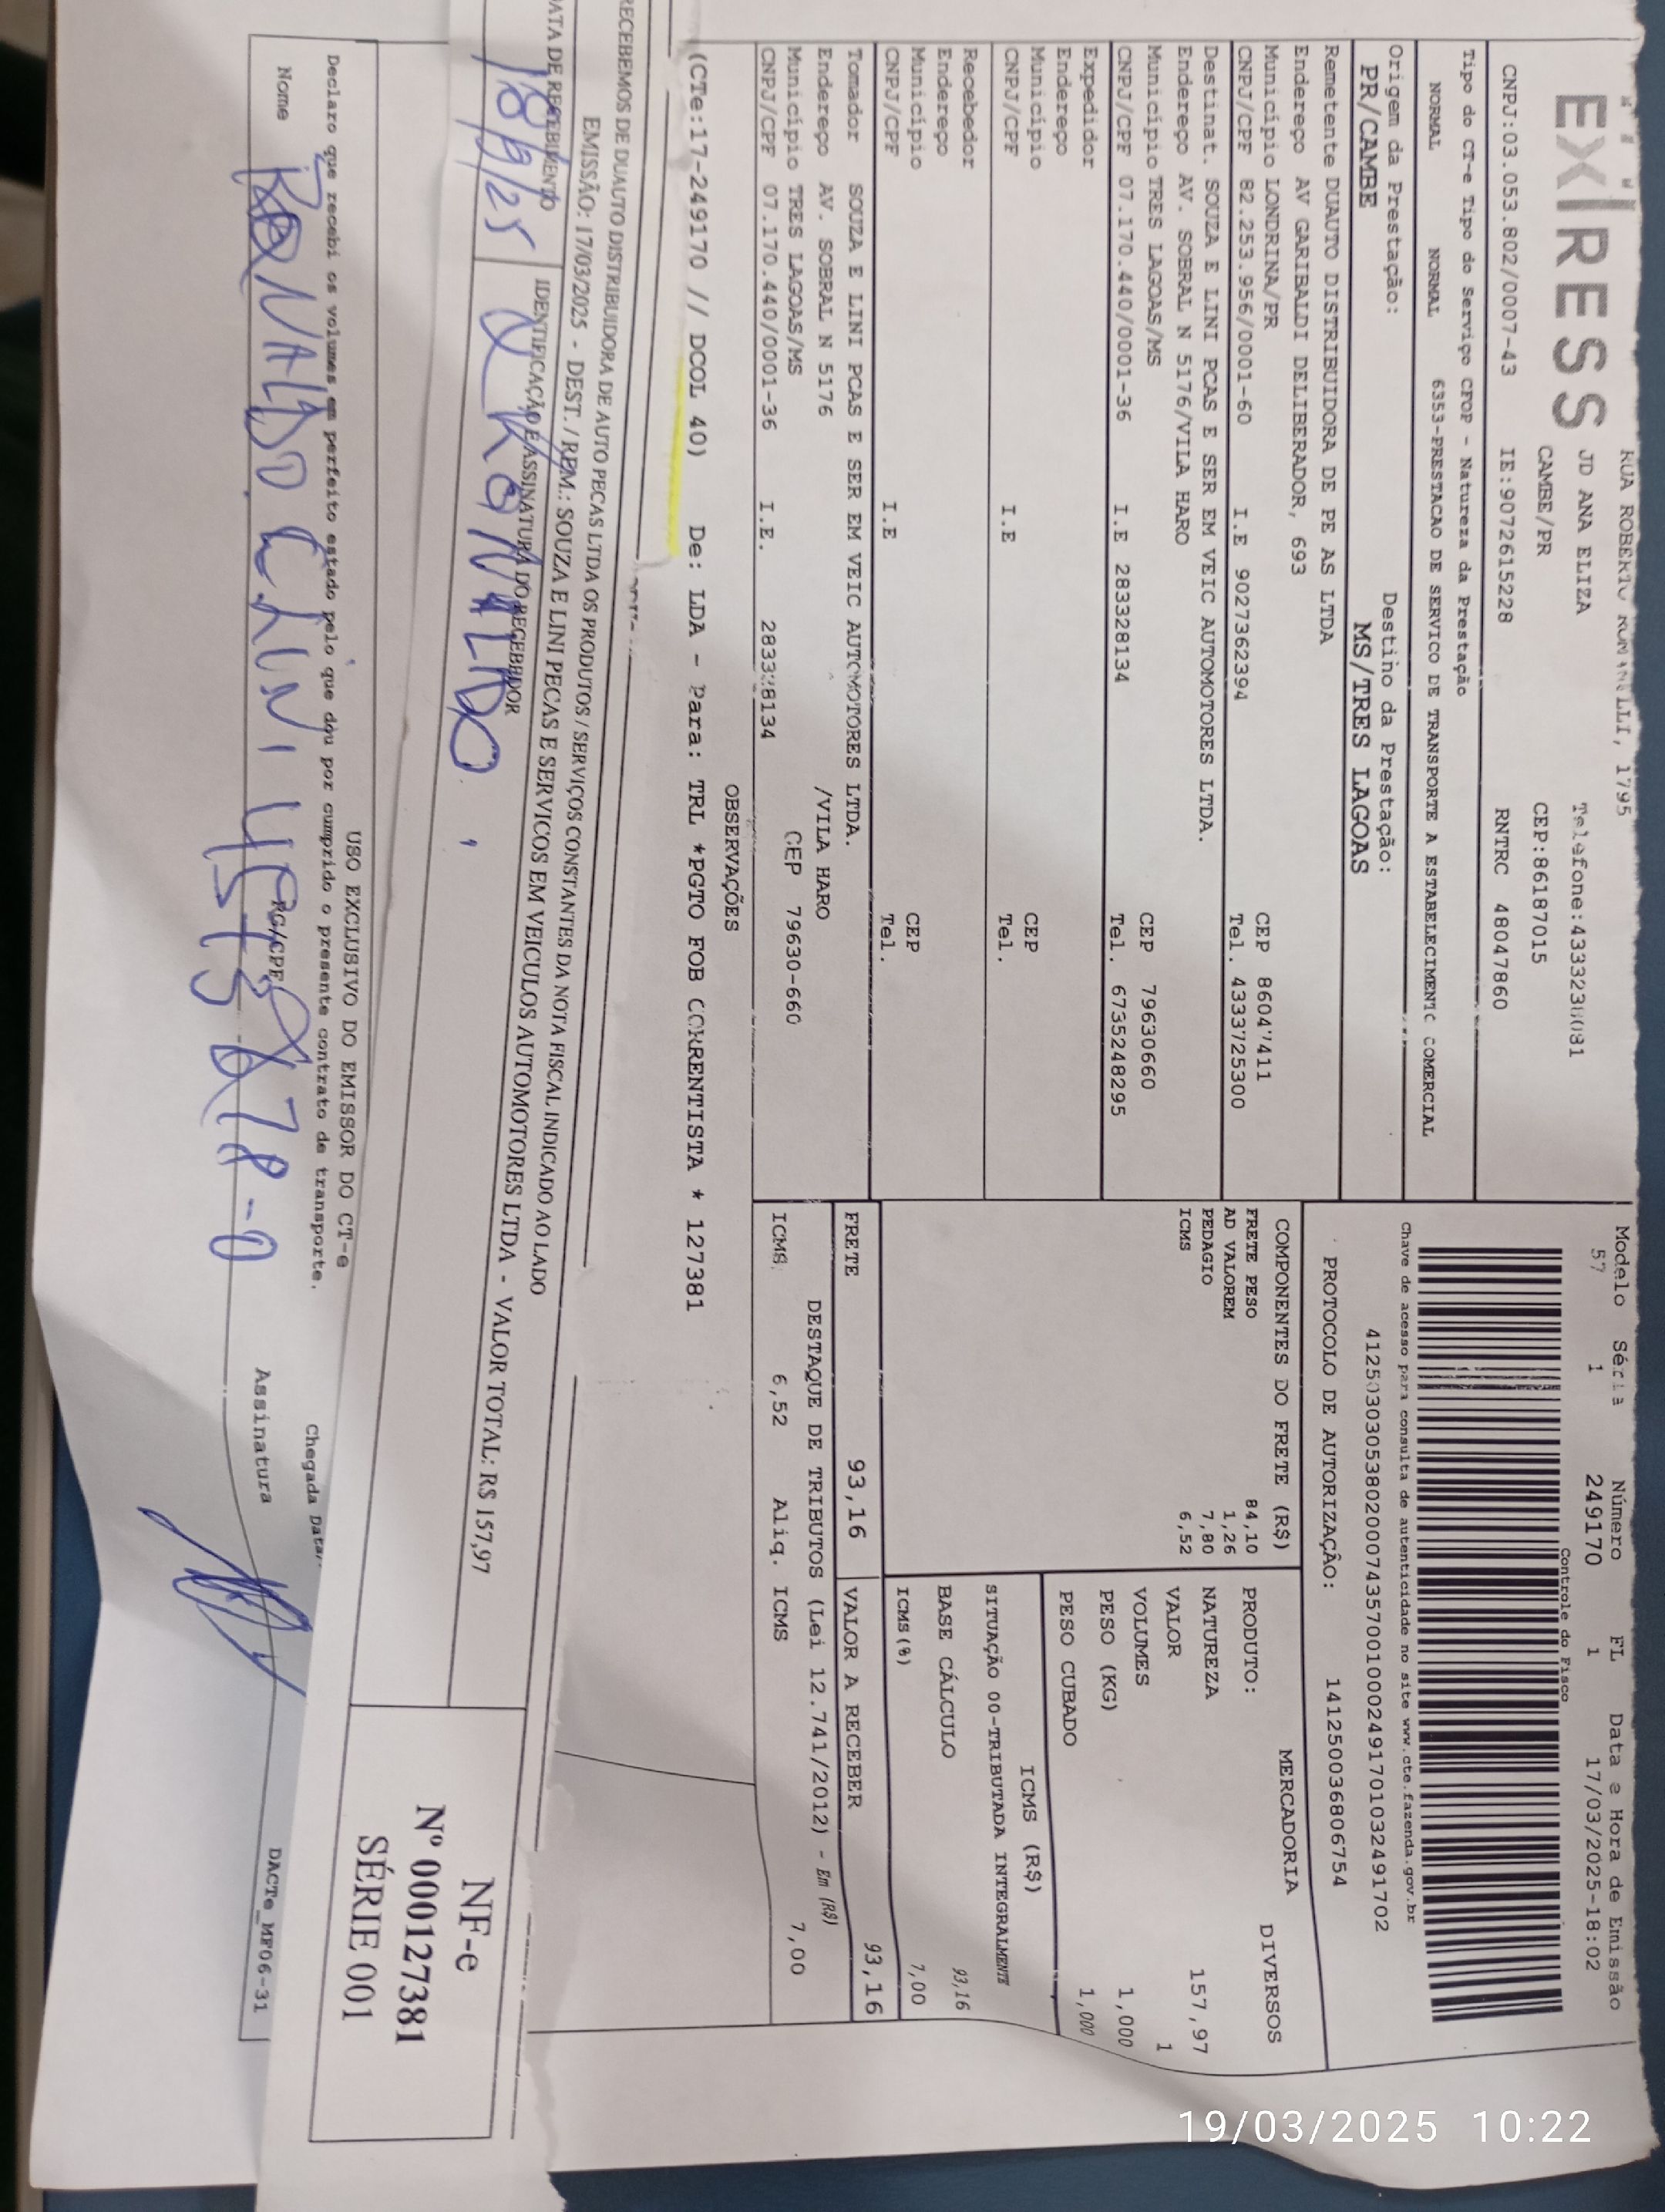 EXPRESS
RUA ROBERTO KOMINELLI, 1795
JD ANA ELIZA Telefone:4333238081
CAMBE/PR CEP:86187015
CNPJ:03.053.802/0007-43 IE:9072615228 RNTRC 48047860
Modelo Séria Número FL Data e Hora de Emissão
57 1 249170 1 17/03/2025-18:02
Controle do Fisco
Chave de acesso para consulta de autenticidade no site www.cte.fazenda.gov.br
41250303053802000743570010002491701032491702
PROTOCOLO DE AUTORIZAÇÃO: 141250036806754
Tipo do CT-e Tipo do Serviço CFOP - Natureza da Prestação
NORMAL NORMAL 6353-PRESTACAO DE SERVICO DE TRANSPORTE A ESTABELECIMENTO COMERCIAL
Origem da Prestação: Destino da Prestação:
PR/CAMBE MS/TRES LAGOAS
Remetente DUAUTO DISTRIBUIDORA DE PE AS LTDA
Endereço AV GARIBALDI DELIBERADOR, 693
Município LONDRINA/PR CEP 8604'411
CNPJ/CPF 82.253.956/0001-60 I.E 9027362394 Tel. 4333725300
Destinat. SOUZA E LINI PCAS E SER EM VEIC AUTOMOTORES LTDA.
Endereço AV. SOBRAL N 5176/VILA HARO
Município TRES LAGOAS/MS CEP 79630660
CNPJ/CPF 07.170.440/0001-36 I.E 283328134 Tel. 6735248295
Expedidor
Endereço
Município CEP
CNPJ/CPF I.E Tel.
Recebedor
Endereço
Município CEP
CNPJ/CPF I.E Tel.
Tomador SOUZA E LINI PCAS E SER EM VEIC AUTOMOTORES LTDA.
Endereço AV. SOBRAL N 5176 /VILA HARO
Município TRES LAGOAS/MS CEP 79630-660
CNPJ/CPF 07.170.440/0001-36 I.E. 283328134
COMPONENTES DO FRETE (R$)
FRETE PESO 84,10
AD VALOREM 1,26
PEDAGIO 7,80
ICMS 6,52
MERCADORIA
PRODUTO: DIVERSOS
NATUREZA
VALOR 157,97
VOLUMES 1
PESO (KG) 1,000
PESO CUBADO 1,000
ICMS (R$)
SITUAÇÃO 00-TRIBUTADA INTEGRALMENTE
BASE CÁLCULO 93,16
ICMS(%) 7,00
FRETE 93,16 VALOR A RECEBER 93,16
DESTAQUE DE TRIBUTOS (Lei 12.741/2012) - Em (R$)
ICMS: 6,52 Aliq. ICMS 7,00
OBSERVAÇÕES
(CTe:17-249170 // DCOL 40) De: LDA - Para: TRL *PGTO FOB CORRENTISTA * 127381
RECEBEMOS DE DUAUTO DISTRIBUIDORA DE AUTO PECAS LTDA OS PRODUTOS / SERVIÇOS CONSTANTES DA NOTA FISCAL INDICADO AO LADO
EMISSÃO: 17/03/2025 - DEST. / REM.: SOUZA E LINI PECAS E SERVICOS EM VEICULOS AUTOMOTORES LTDA - VALOR TOTAL: R$ 157,97
DATA DE RECEBIMENTO IDENTIFICAÇÃO E ASSINATURA DO RECEBEDOR
18/3/25 RONALDO
NF-e
Nº 000127381
SÉRIE 001
USO EXCLUSIVO DO EMISSOR DO CT-e
Declaro que recebi os volumes em perfeito estado pelo que dou por cumprido o presente contrato de transporte.
Chegada Data:
Nome RONALDO RG/CPF Assinatura
DACTe_MF06-31
19/03/2025 10:22